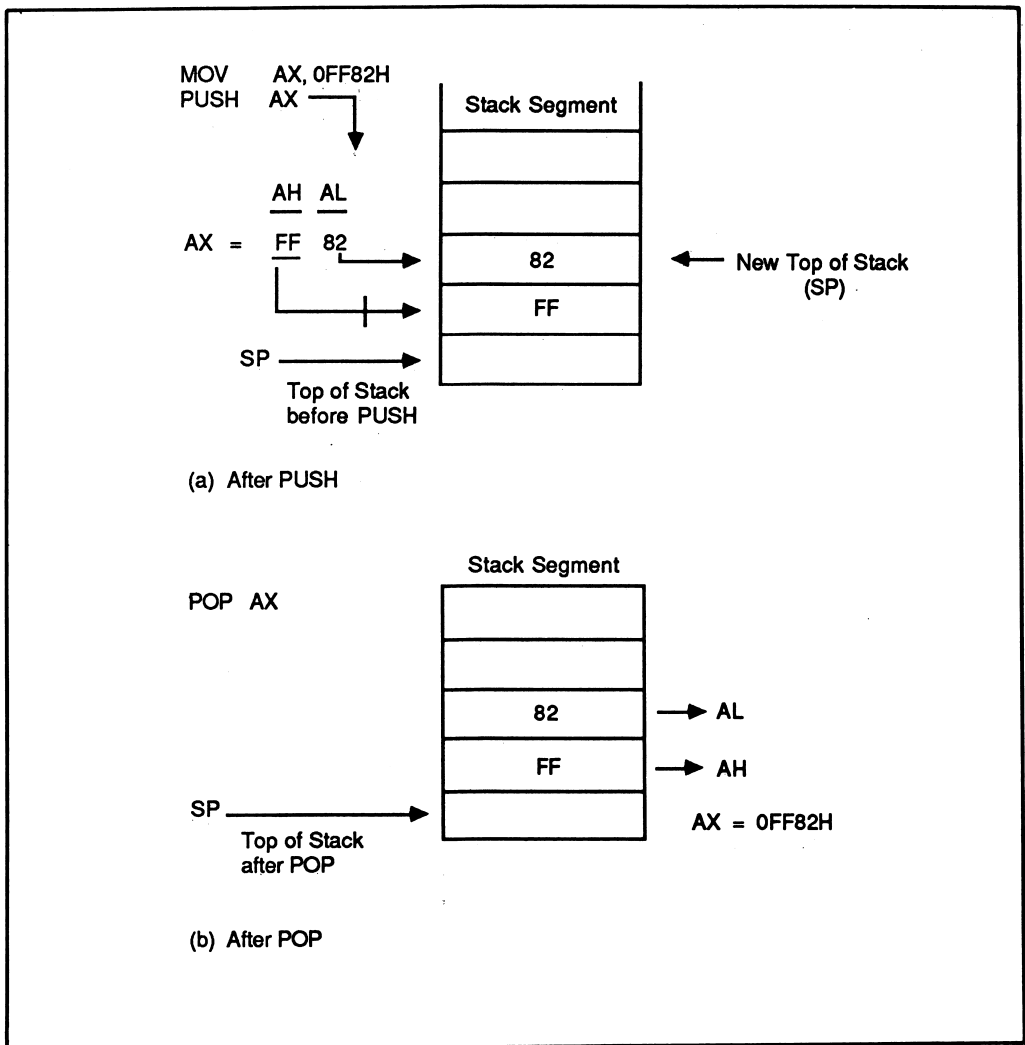 MOV AX, 0FF82H
PUSH AX
Stack Segment
AH AL
AX = FF 82
82
FF
New Top of Stack
(SP)
SP
Top of Stack
before PUSH
(a) After PUSH
Stack Segment
POP AX
82
AL
FF
AH
SP
AX = 0FF82H
Top of Stack
after POP
(b) After POP